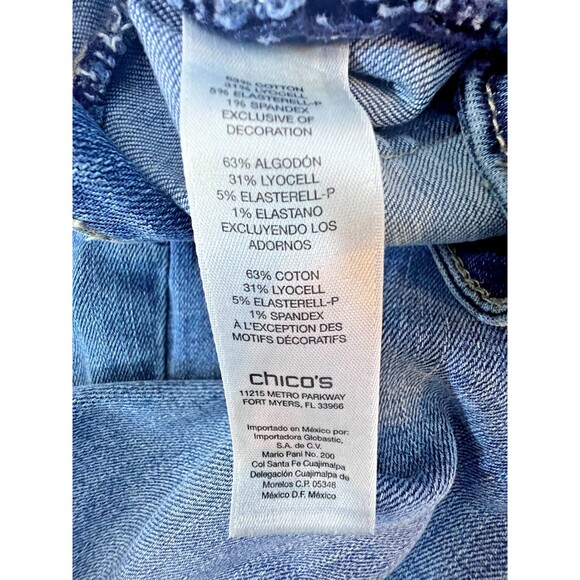 63% COTTON
31% LYOCELL
5% ELASTERELL-P
1% SPANDEX
EXCLUSIVE OF
DECORATION
63% ALGODÓN
31% LYOCELL
5% ELASTERELL-P
1% ELASTANO
EXCLUYENDO LOS
ADORNOS
63% COTON
31% LYOCELL
5% ELASTERELL-P
1% SPANDEX
À L'EXCEPTION DES
MOTIFS DÉCORATIFS
chico's
11215 METRO PARKWAY
FORT MYERS, FL 33966
Importado en México por:
Importadora Globastic,
S.A. de C.V.
Mario Pani No. 200
Col Santa Fe Cuajimalpa
Delegación Cuajimalpa de
Morelos C.P. 05348
México D.F. México